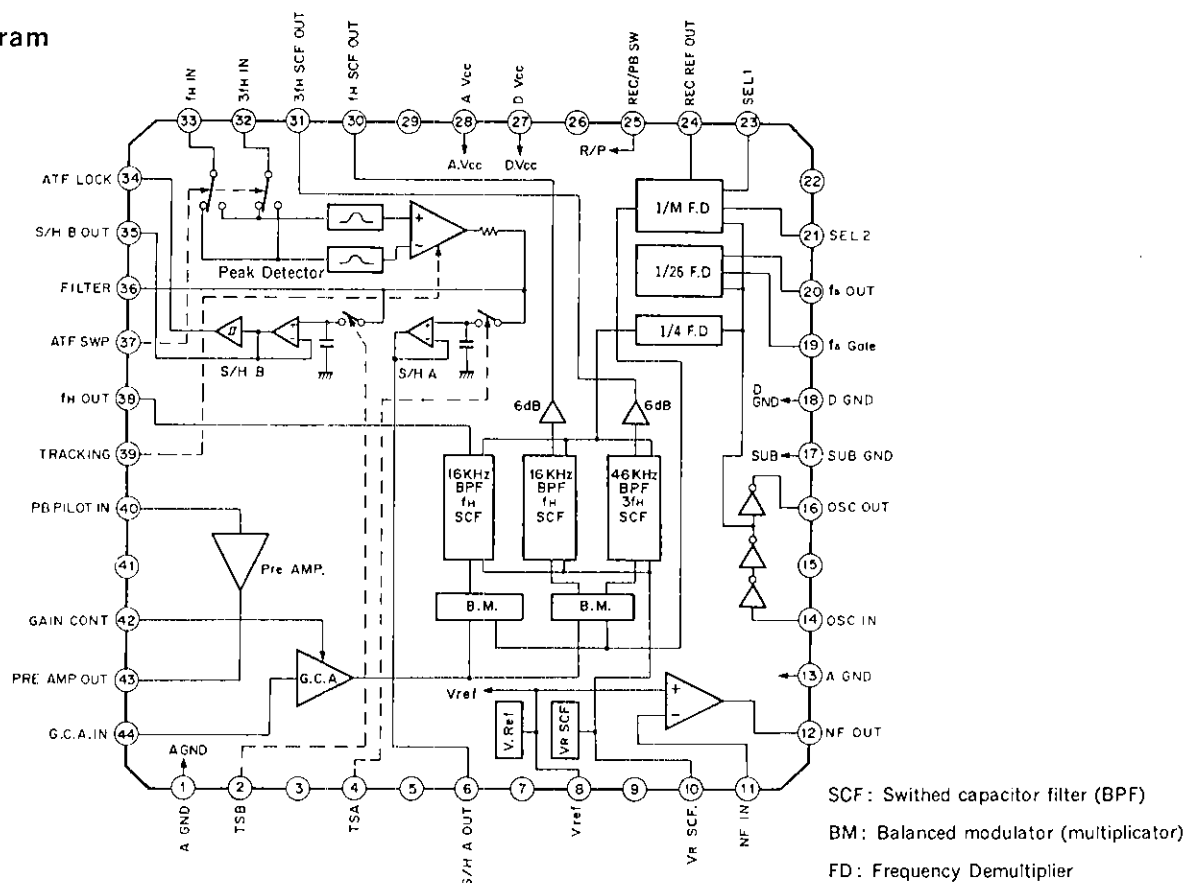 ram
fH IN
3fH IN
3fH SCF OUT
fH SCF OUT
A Vcc
D Vcc
REC/PB SW
REC REF OUT
SEL1
33
32
31
30
29
28
27
26
25
24
23
A.Vcc
D.Vcc
R/P
ATF LOCK 34
S/H B OUT 35
FILTER 36
ATF SWP 37
fH OUT 38
TRACKING 39
PB PILOT IN 40
41
GAIN CONT 42
PRE AMP OUT 43
G.C.A. IN 44
22
21 SEL 2
20
19
D GND 18 D GND
SUB 17 SUB GND
16 OSC OUT
15
14 OSC IN
13 A GND
12 NF OUT
+
−
Peak Detector
1/M F.D
1/26 F.D
1/4 F.D
+
−
S/H B
+
−
S/H A
6dB
6dB
16KHz
BPF
fH
SCF
16KHz
BPF
fH
SCF
46KHz
BPF
3fH
SCF
Pre AMP.
B.M.
B.M.
G.C.A
Vref
V.Ref
VR SCF
+
−
A GND
1
2
3
4
5
6
7
8
9
10
11
A GND
TSB
TSA
S/H A OUT
Vref
VR SCF.
NF IN
SCF: Swithed capacitor filter (BPF)
BM: Balanced modulator (multiplicator)
FD: Frequency Demultiplier